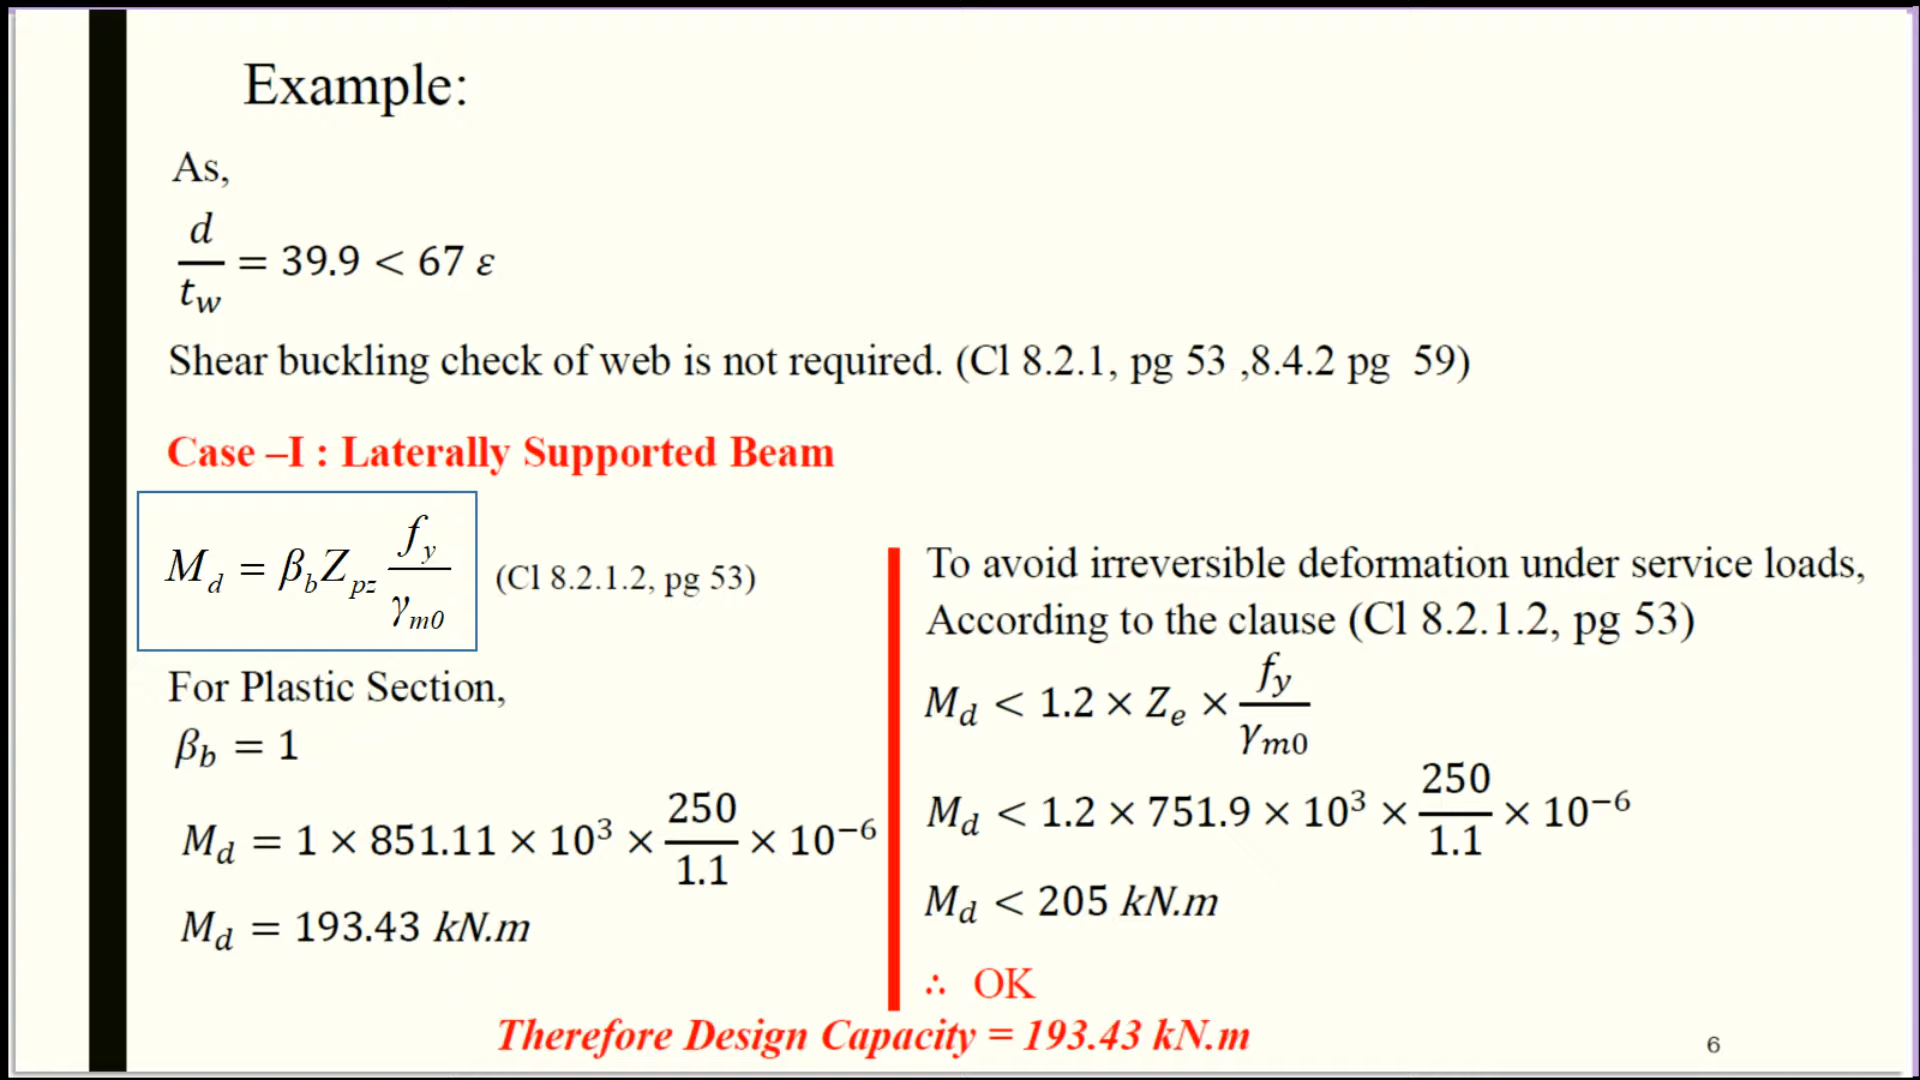 Example:
As,
d/t_w = 39.9 < 67 ε
Shear buckling check of web is not required. (Cl 8.2.1, pg 53 ,8.4.2 pg 59)
Case –I : Laterally Supported Beam
M_d = β_b Z_pz f_y/γ_m0 (Cl 8.2.1.2, pg 53)
For Plastic Section,
β_b = 1
M_d = 1 × 851.11 × 10^3 × 250/1.1 × 10^−6
M_d = 193.43 kN.m
To avoid irreversible deformation under service loads,
According to the clause (Cl 8.2.1.2, pg 53)
M_d < 1.2 × Z_e × f_y/γ_m0
M_d < 1.2 × 751.9 × 10^3 × 250/1.1 × 10^−6
M_d < 205 kN.m
∴ OK
Therefore Design Capacity = 193.43 kN.m
6